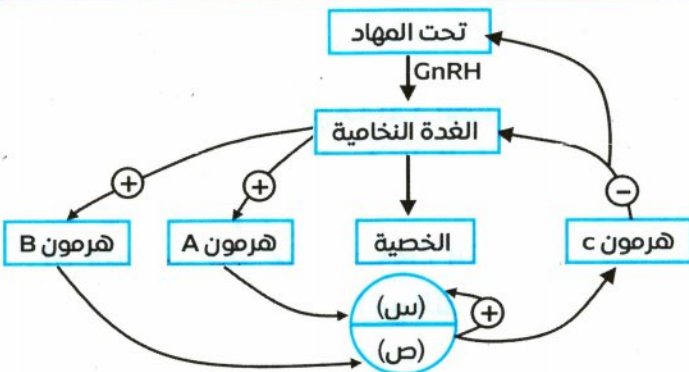 تحت المهاد
GnRH
الغدة النخامية
+
+
−
هرمون B
هرمون A
الخصية
هرمون c
(س)
+
(ص)